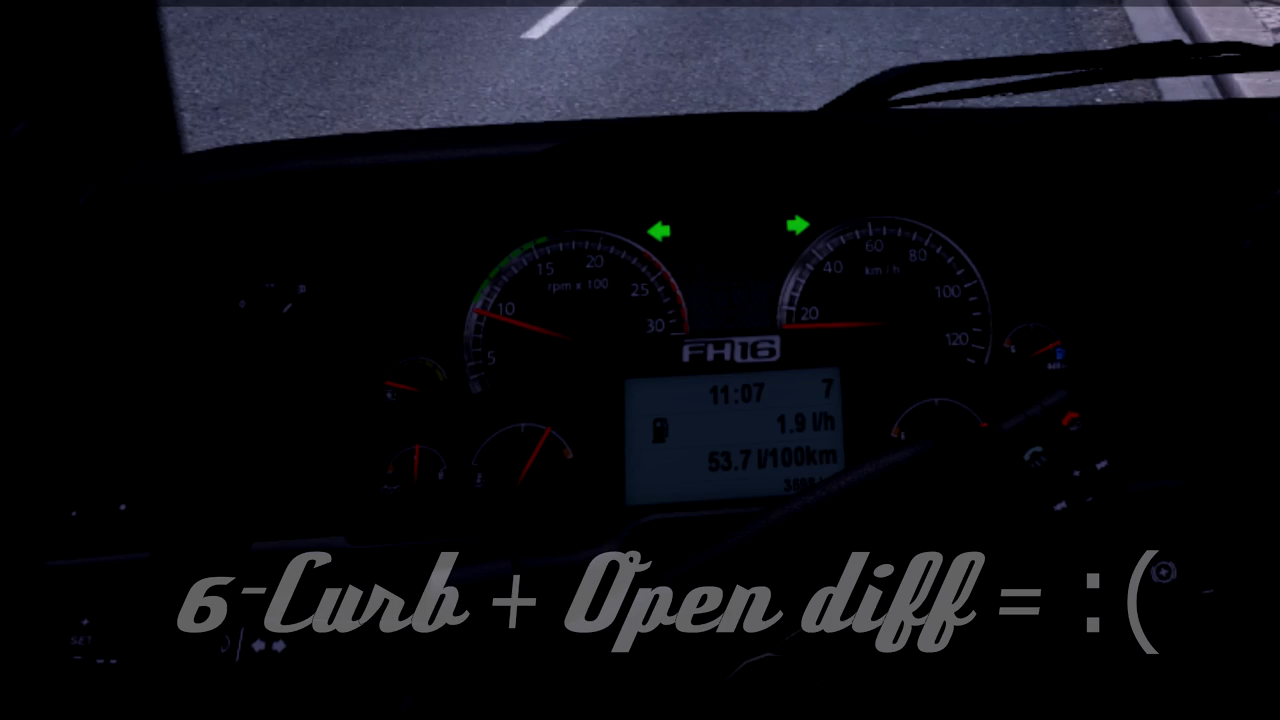 60
20
15
80
40
km / h
25
rpm x 100
100
10
20
30
120
5
FH16
11:07 7
1.9 l/h
53.7 l/100km
6-Curb + Open diff = :(
SET